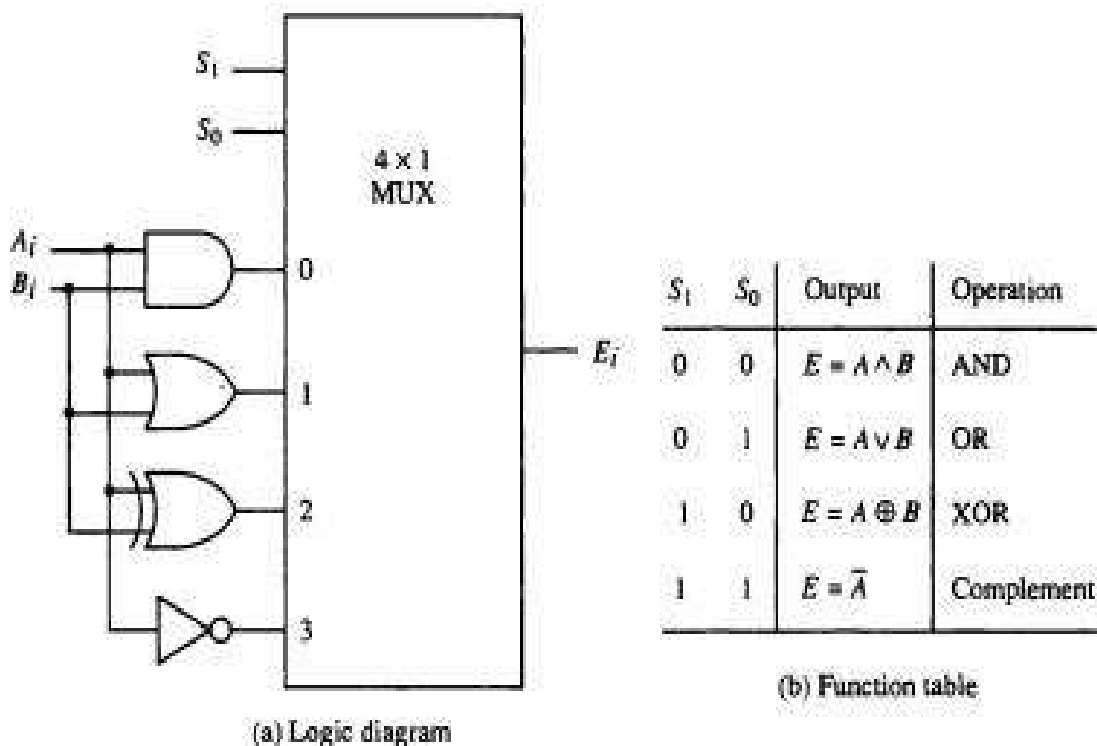 S₁
S₀
4 × 1
MUX
Aᵢ
Bᵢ
0
1
2
3
Eᵢ
(a) Logic diagram
S₁ S₀ Output Operation
0 0 E = A ∧ B AND
0 1 E = A ∨ B OR
1 0 E = A ⊕ B XOR
1 1 E = A̅ Complement
(b) Function table